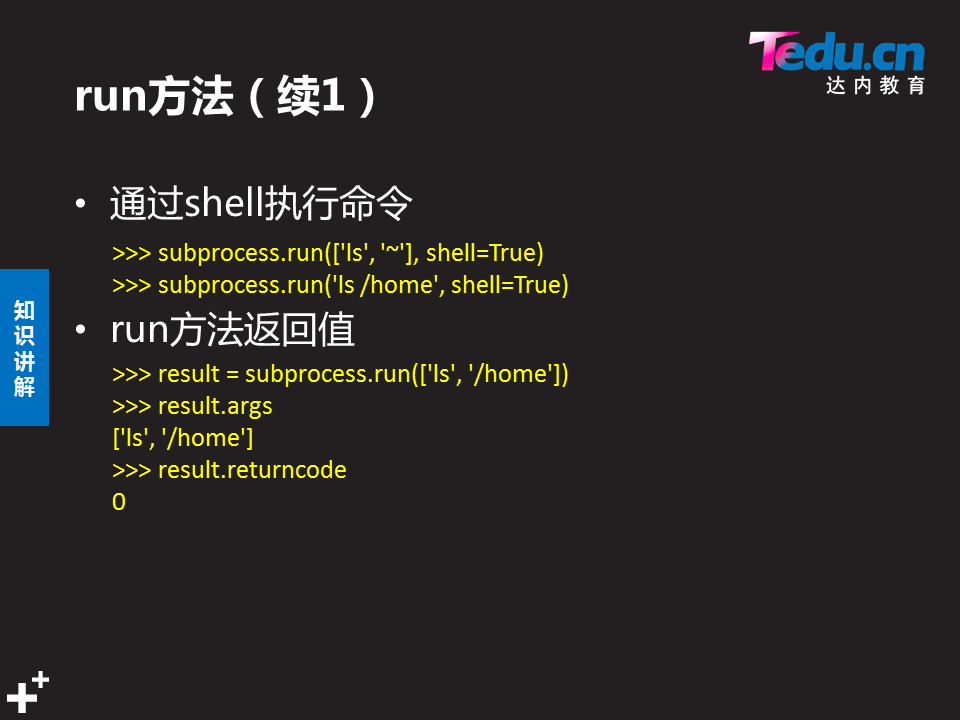 Tedu.cn
达内教育
run方法（续1）
• 通过shell执行命令
>>> subprocess.run(['ls', '~'], shell=True)
>>> subprocess.run('ls /home', shell=True)
• run方法返回值
>>> result = subprocess.run(['ls', '/home'])
>>> result.args
['ls', '/home']
>>> result.returncode
0
知
识
讲
解